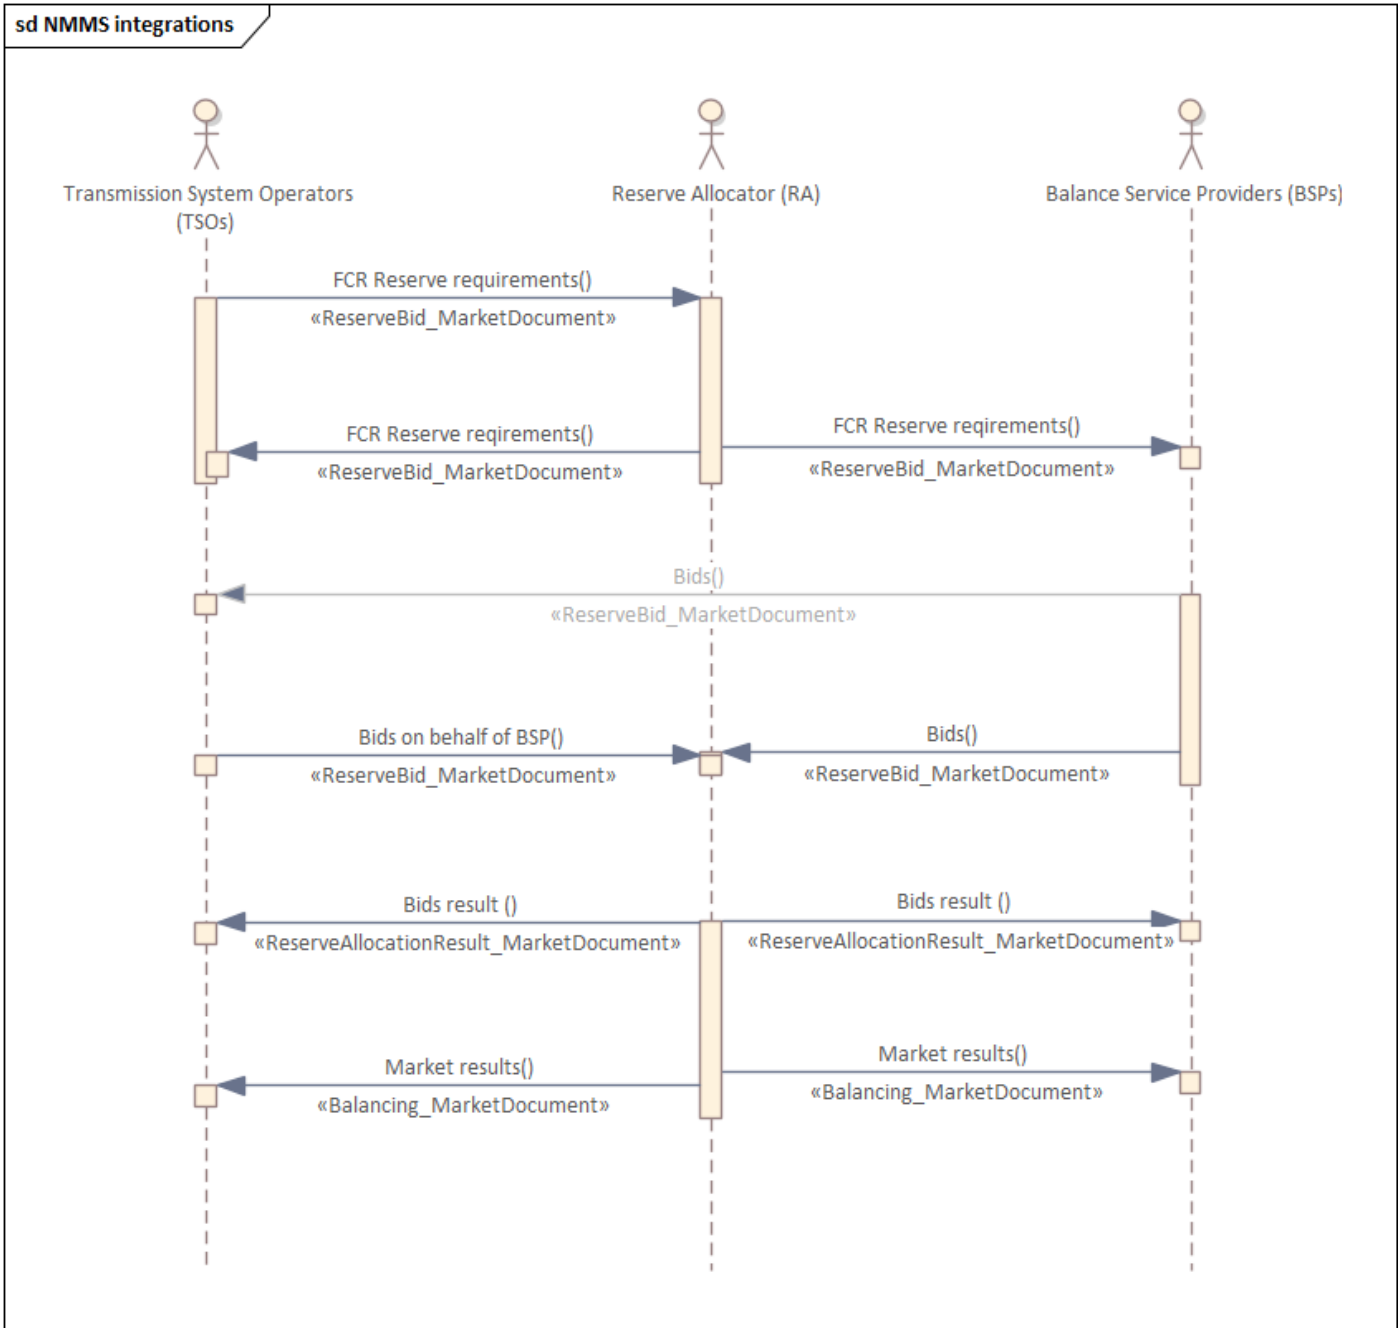 sd NMMS integrations
Transmission System Operators
(TSOs)
Reserve Allocator (RA)
Balance Service Providers (BSPs)
FCR Reserve requirements()
«ReserveBid_MarketDocument»
FCR Reserve reqirements()
«ReserveBid_MarketDocument»
FCR Reserve reqirements()
«ReserveBid_MarketDocument»
Bids()
«ReserveBid_MarketDocument»
Bids on behalf of BSP()
«ReserveBid_MarketDocument»
Bids()
«ReserveBid_MarketDocument»
Bids result ()
«ReserveAllocationResult_MarketDocument»
Bids result ()
«ReserveAllocationResult_MarketDocument»
Market results()
«Balancing_MarketDocument»
Market results()
«Balancing_MarketDocument»